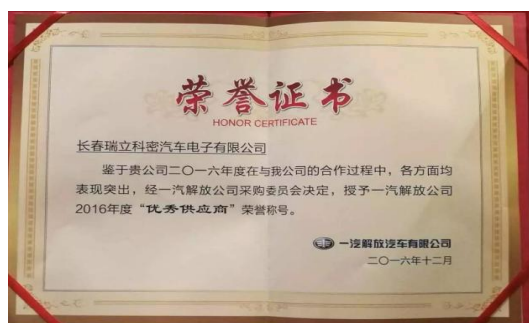 荣誉证书
HONOR CERTIFICATE
长春瑞立科密汽车电子有限公司
鉴于贵公司二〇一六年度在与我公司的合作过程中，各方面均
表现突出，经一汽解放公司采购委员会决定，授予一汽解放公司
2016年度“优秀供应商”荣誉称号。
一汽解放汽车有限公司
二〇一六年十二月